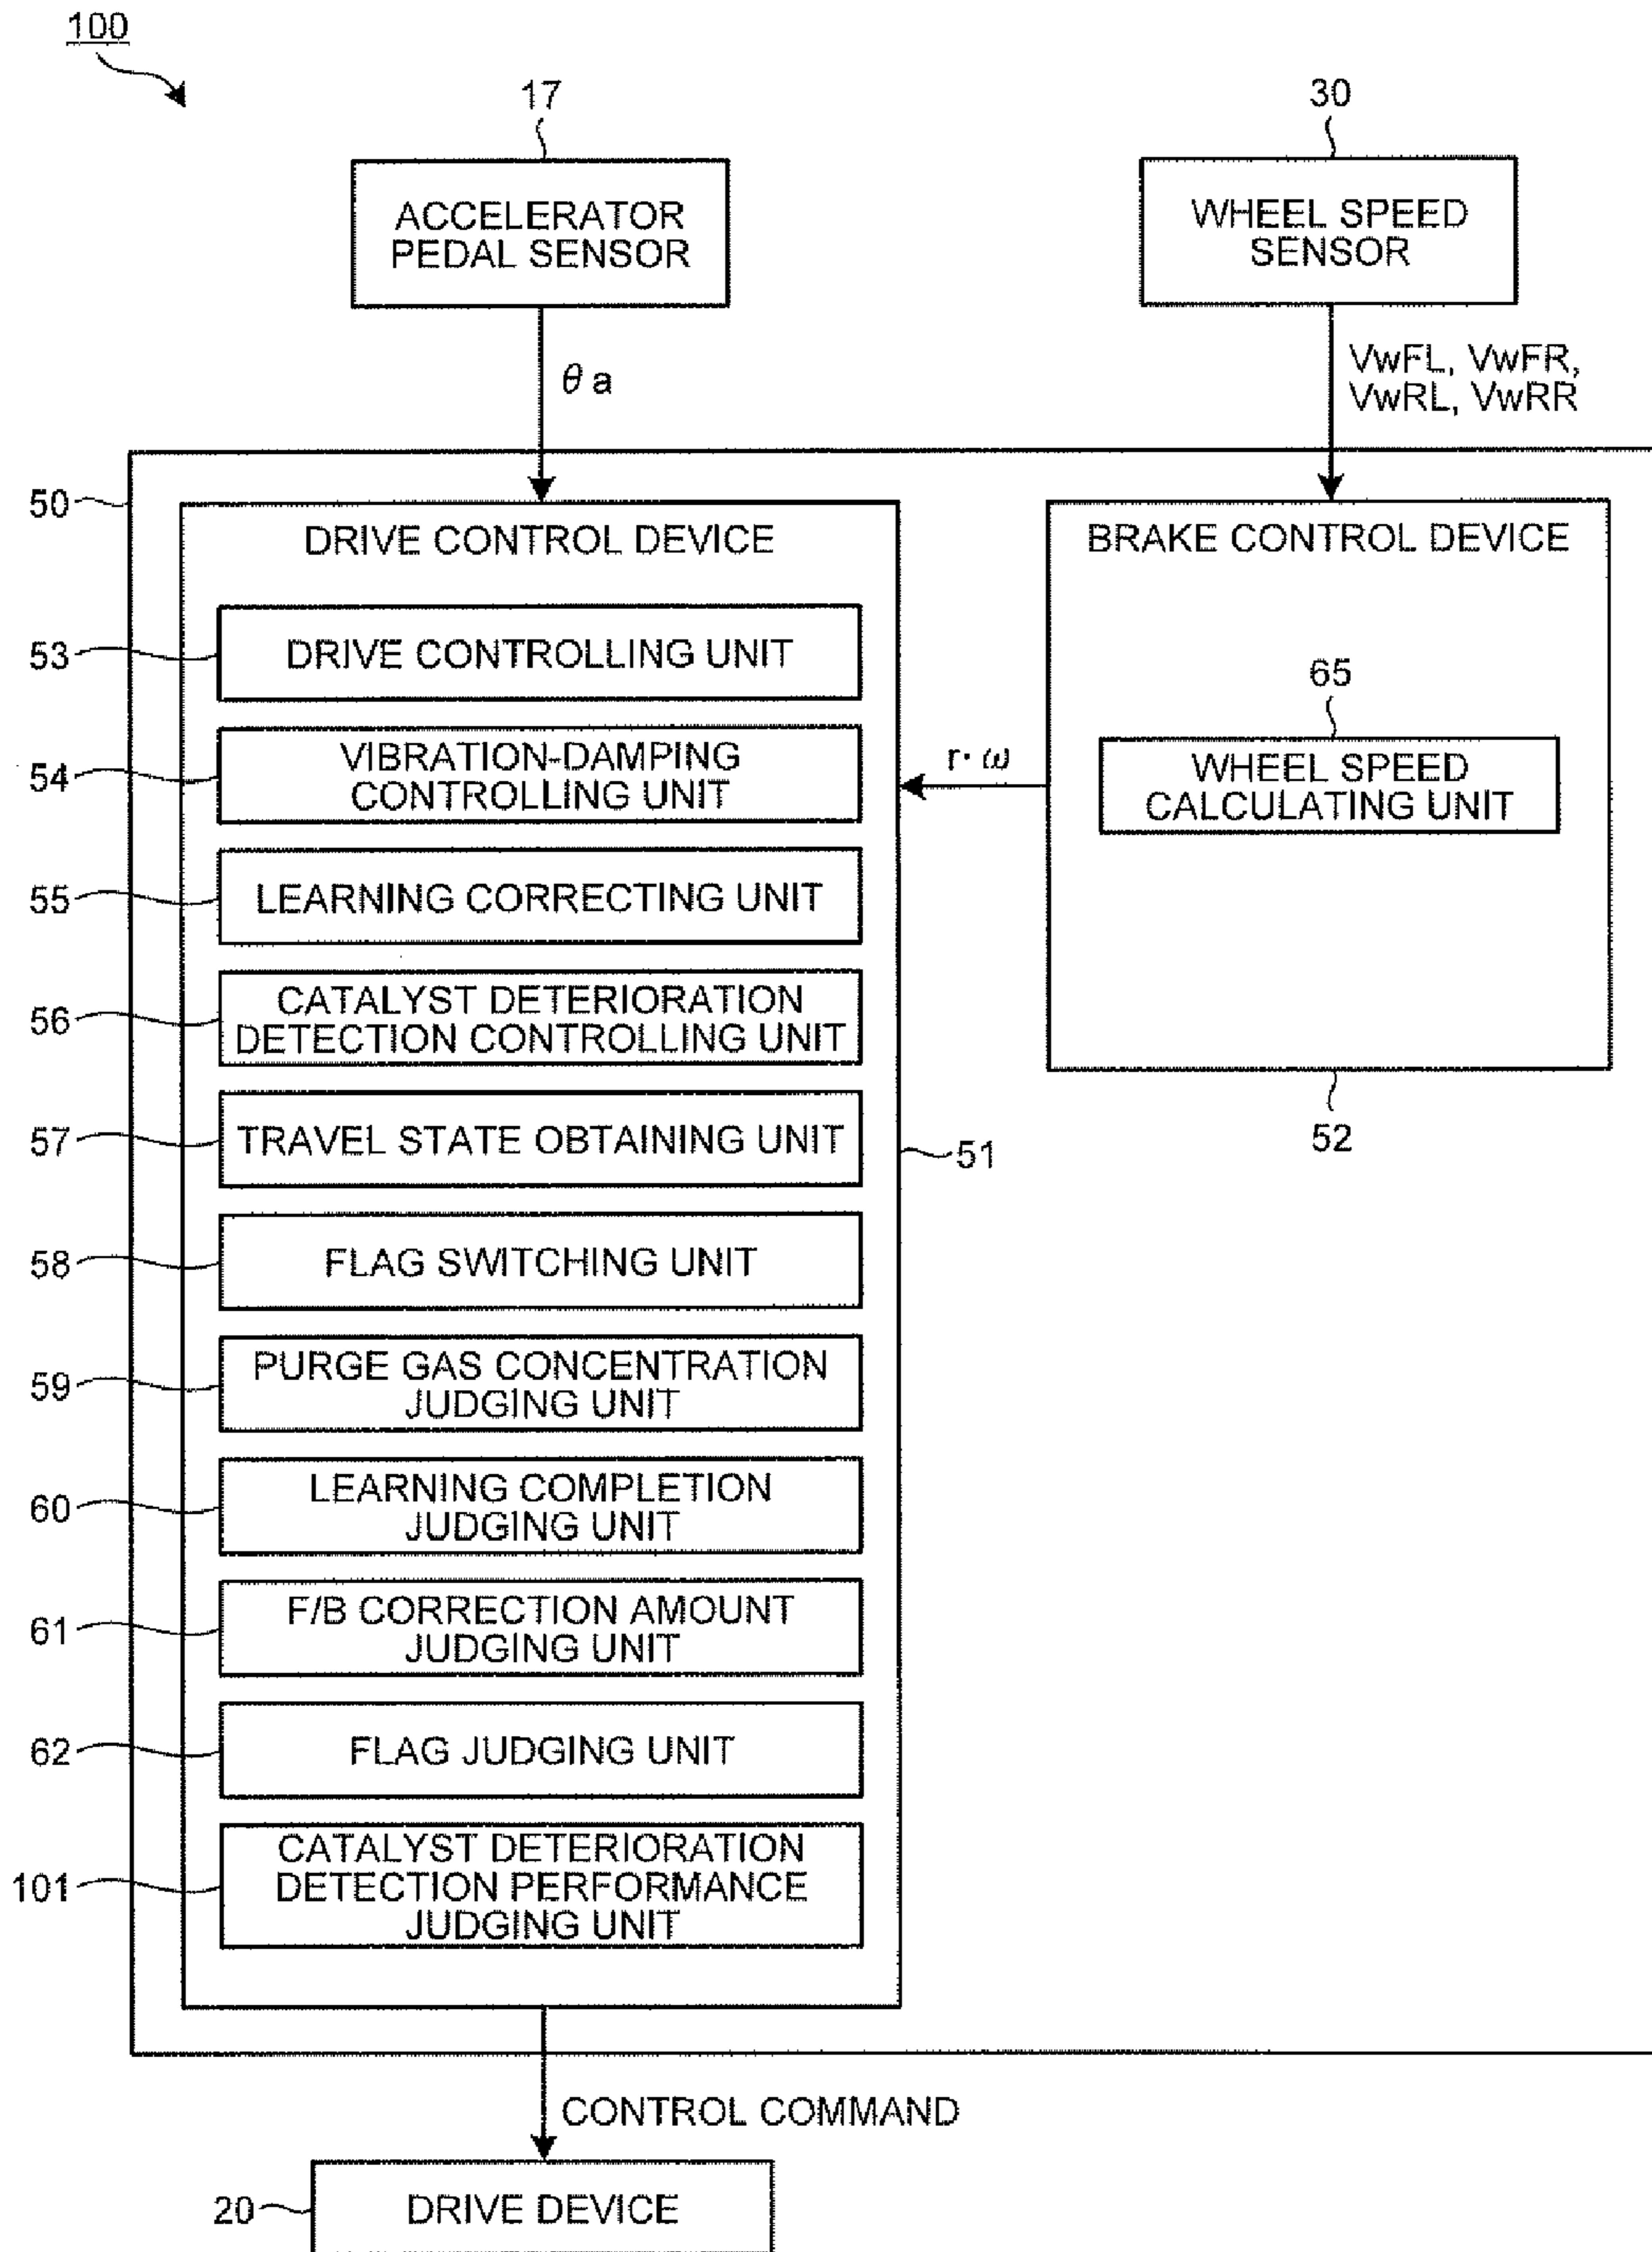 100
17
30
ACCELERATOR
PEDAL SENSOR
WHEEL SPEED
SENSOR
θa
VwFL, VwFR,
VwRL, VwRR
50
DRIVE CONTROL DEVICE
BRAKE CONTROL DEVICE
53
DRIVE CONTROLLING UNIT
65
54
VIBRATION-DAMPING
CONTROLLING UNIT
r·ω
WHEEL SPEED
CALCULATING UNIT
55
LEARNING CORRECTING UNIT
56
CATALYST DETERIORATION
DETECTION CONTROLLING UNIT
57
TRAVEL STATE OBTAINING UNIT
51
52
58
FLAG SWITCHING UNIT
59
PURGE GAS CONCENTRATION
JUDGING UNIT
60
LEARNING COMPLETION
JUDGING UNIT
61
F/B CORRECTION AMOUNT
JUDGING UNIT
62
FLAG JUDGING UNIT
101
CATALYST DETERIORATION
DETECTION PERFORMANCE
JUDGING UNIT
CONTROL COMMAND
20
DRIVE DEVICE